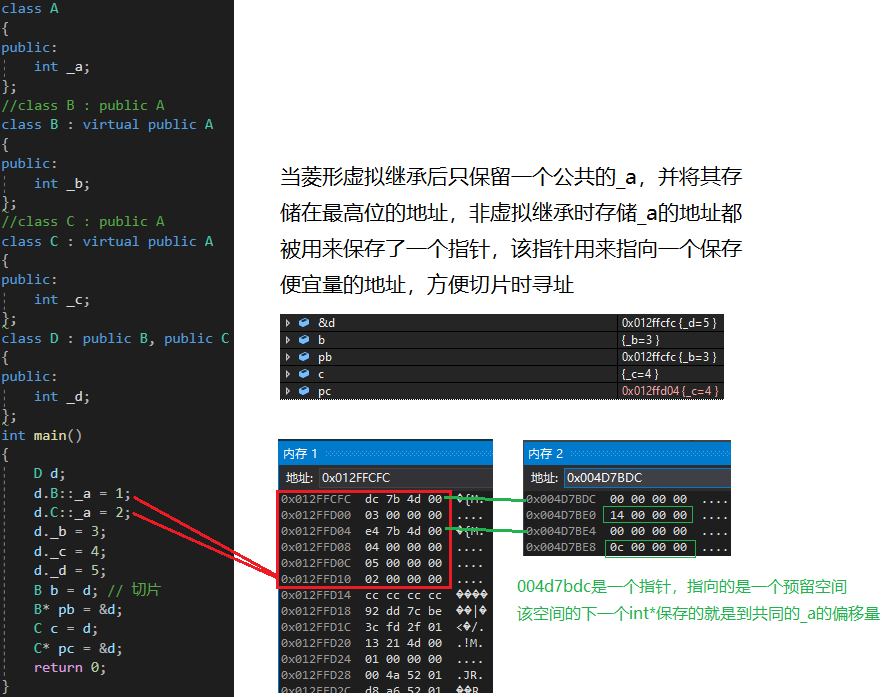 class A
{
public:
int _a;
};
//class B : public A
class B : virtual public A
{
public:
int _b;
};
//class C : public A
class C : virtual public A
{
public:
int _c;
};
class D : public B, public C
{
public:
int _d;
};
int main()
{
D d;
d.B::_a = 1;
d.C::_a = 2;
d._b = 3;
d._c = 4;
d._d = 5;
B b = d; // 切片
B* pb = &d;
C c = d;
C* pc = &d;
return 0;
}
当菱形虚拟继承后只保留一个公共的_a，并将其存
储在最高位的地址，非虚拟继承时存储_a的地址都
被用来保存了一个指针，该指针用来指向一个保存
便宜量的地址，方便切片时寻址
&d 0x012ffcfc {_d=5 }
b {_b=3 }
pb 0x012ffcfc {_b=3 }
c {_c=4 }
pc 0x012ffd04 {_c=4 }
内存 1
地址: 0x012FFCFC
0x012FFCFC dc 7b 4d 00 �{M.
0x012FFD00 03 00 00 00 ....
0x012FFD04 e4 7b 4d 00 �{M.
0x012FFD08 04 00 00 00 ....
0x012FFD0C 05 00 00 00 ....
0x012FFD10 02 00 00 00 ....
0x012FFD14 cc cc cc cc ����
0x012FFD18 92 dd 7c be ��|�
0x012FFD1C 3c fd 2f 01 <�/.
0x012FFD20 13 21 4d 00 .!M.
0x012FFD24 01 00 00 00 ....
0x012FFD28 00 4a 52 01 .JR.
0x012FFD2C d8 a6 52 01 ��R.
内存 2
地址: 0x004D7BDC
0x004D7BDC 00 00 00 00 ....
0x004D7BE0 14 00 00 00 ....
0x004D7BE4 00 00 00 00 ....
0x004D7BE8 0c 00 00 00 ....
004d7bdc是一个指针，指向的是一个预留空间
该空间的下一个int*保存的就是到共同的_a的偏移量